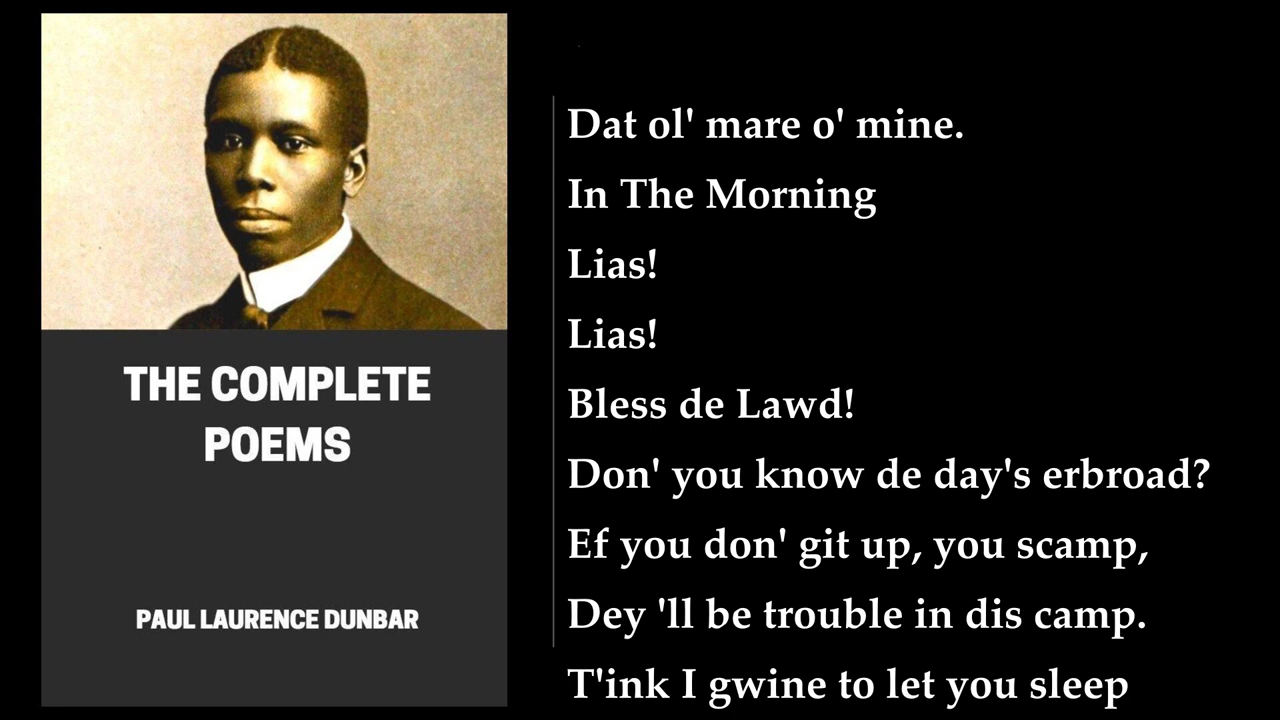 THE COMPLETE
POEMS
PAUL LAURENCE DUNBAR
Dat ol' mare o' mine.
In The Morning
Lias!
Lias!
Bless de Lawd!
Don' you know de day's erbroad?
Ef you don' git up, you scamp,
Dey 'll be trouble in dis camp.
T'ink I gwine to let you sleep